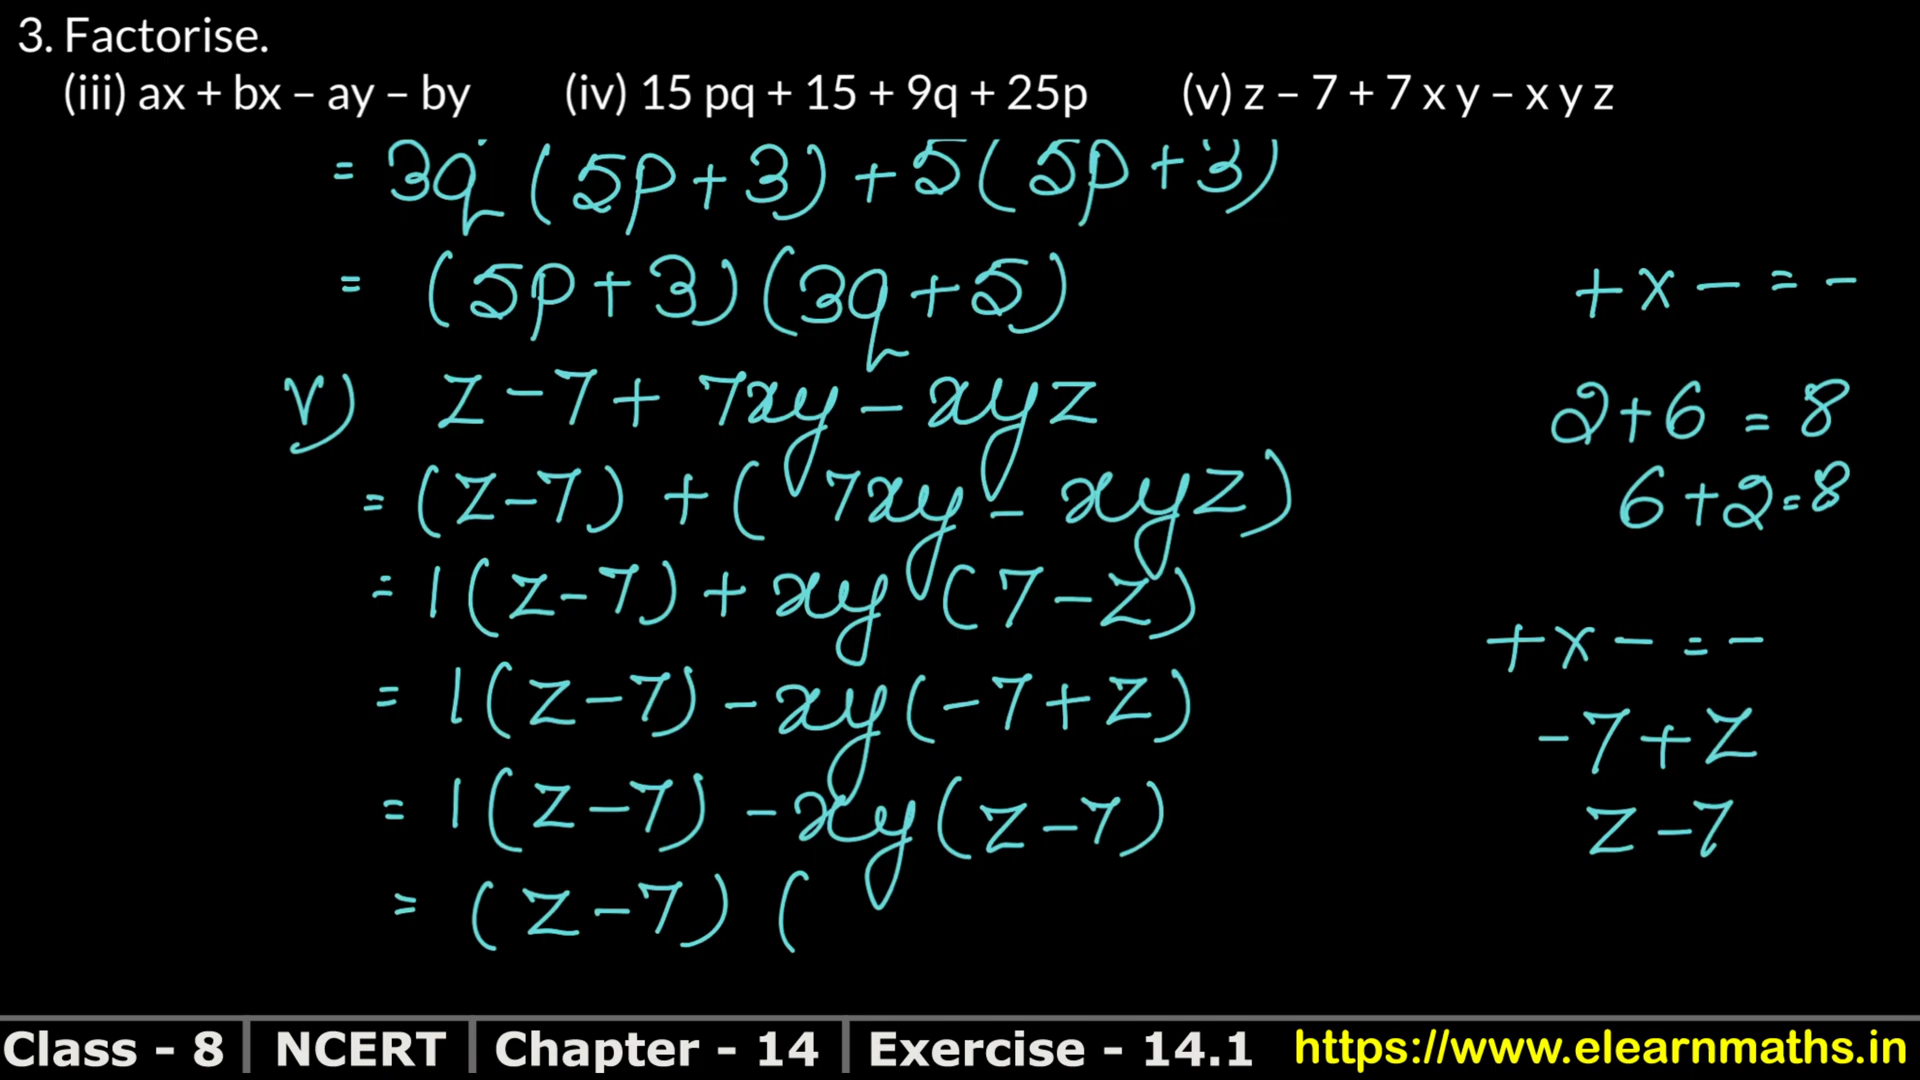 3. Factorise.
(iii) ax + bx – ay – by (iv) 15 pq + 15 + 9q + 25p (v) z – 7 + 7 x y – x y z
= 3q (5p + 3) + 5(5p + 3)
= (5p + 3) (3q + 5)
v) z - 7 + 7xy - xyz
= (z - 7) + (7xy - xyz)
= 1(z - 7) + xy (7 - z)
= 1(z - 7) - xy(-7 + z)
= 1(z - 7) - xy(z - 7)
= (z - 7) (
+ x - = -
2 + 6 = 8
6 + 2 = 8
+ x - = -
-7 + z
z - 7
Class - 8 | NCERT | Chapter - 14 | Exercise - 14.1 https://www.elearnmaths.in